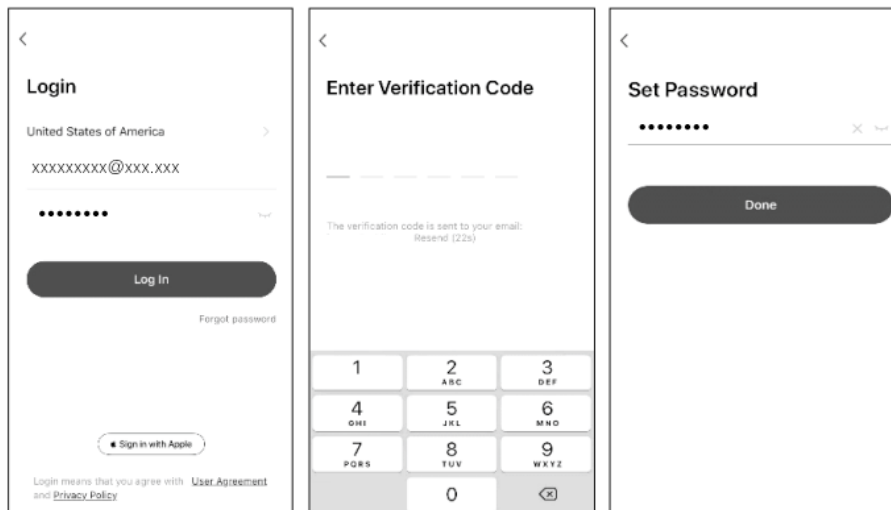 Login
United States of America
xxxxxxxxx@xxx.xxx
••••••••
Log In
Forgot password
Sign in with Apple
Login means that you agree with User Agreement
and Privacy Policy
Enter Verification Code
The verification code is sent to your email:
Resend (22s)
1
2
ABC
3
DEF
4
GHI
5
JKL
6
MNO
7
PQRS
8
TUV
9
WXYZ
0
Set Password
••••••••
Done